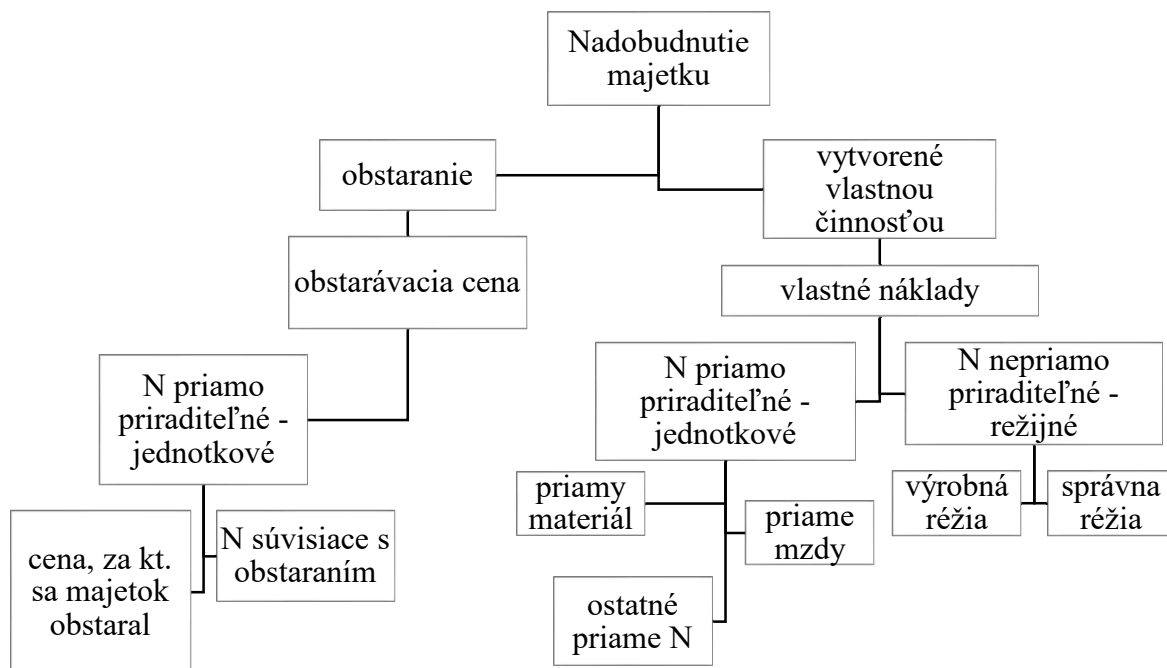 Nadobudnutie
majetku
obstaranie
vytvorené
vlastnou
činnosťou
obstarávacia cena
vlastné náklady
N priamo
priraditeľné -
jednotkové
N priamo
priraditeľné -
jednotkové
N nepriamo
priraditeľné -
režijné
cena, za kt.
sa majetok
obstaral
N súvisiace s
obstaraním
priamy
materiál
priame
mzdy
ostatné
priame N
výrobná
réžia
správna
réžia